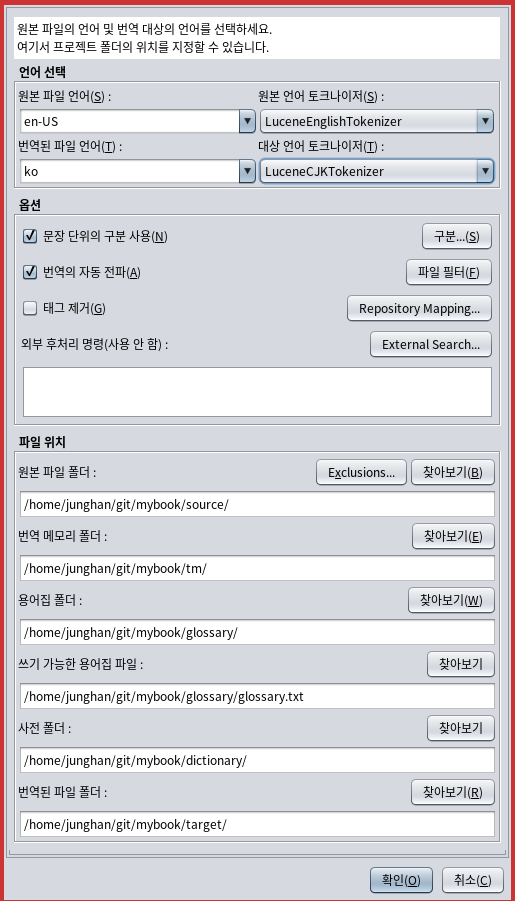 원본 파일의 언어 및 번역 대상의 언어를 선택하세요.
여기서 프로젝트 폴더의 위치를 지정할 수 있습니다.
언어 선택
원본 파일 언어(S) : 원본 언어 토크나이저(S) :
en-US LuceneEnglishTokenizer
번역된 파일 언어(T) : 대상 언어 토크나이저(T) :
ko LuceneCJKTokenizer
옵션
문장 단위의 구분 사용(N) 구분...(S)
번역의 자동 전파(A) 파일 필터(F)
태그 제거(G) Repository Mapping...
외부 후처리 명령(사용 안 함) : External Search...
파일 위치
원본 파일 폴더 : Exclusions... 찾아보기(B)
/home/junghan/git/mybook/source/
번역 메모리 폴더 : 찾아보기(E)
/home/junghan/git/mybook/tm/
용어집 폴더 : 찾아보기(W)
/home/junghan/git/mybook/glossary/
쓰기 가능한 용어집 파일 : 찾아보기
/home/junghan/git/mybook/glossary/glossary.txt
사전 폴더 : 찾아보기
/home/junghan/git/mybook/dictionary/
번역된 파일 폴더 : 찾아보기(R)
/home/junghan/git/mybook/target/
확인(O) 취소(C)